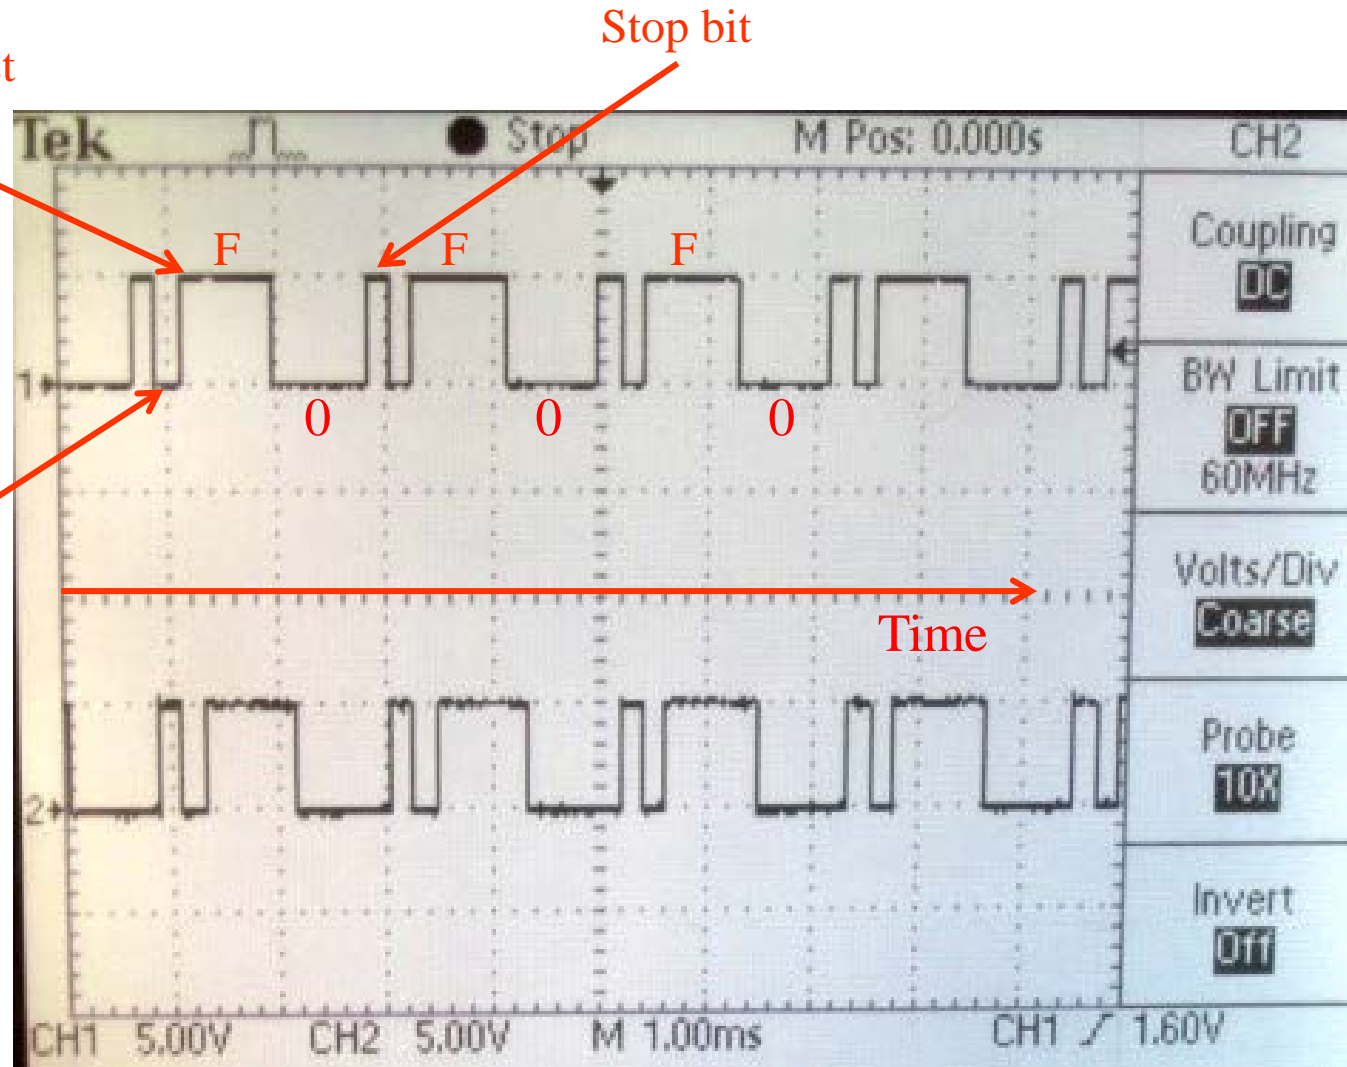 Stop bit
t
Tek Stop M Pos: 0.000s CH2
Coupling
DC
F F F
1
BW Limit
OFF
60MHz
0 0 0
Volts/Div
Coarse
Time
Probe
10X
2
Invert
Off
CH1 5.00V CH2 5.00V M 1.00ms CH1 1.60V